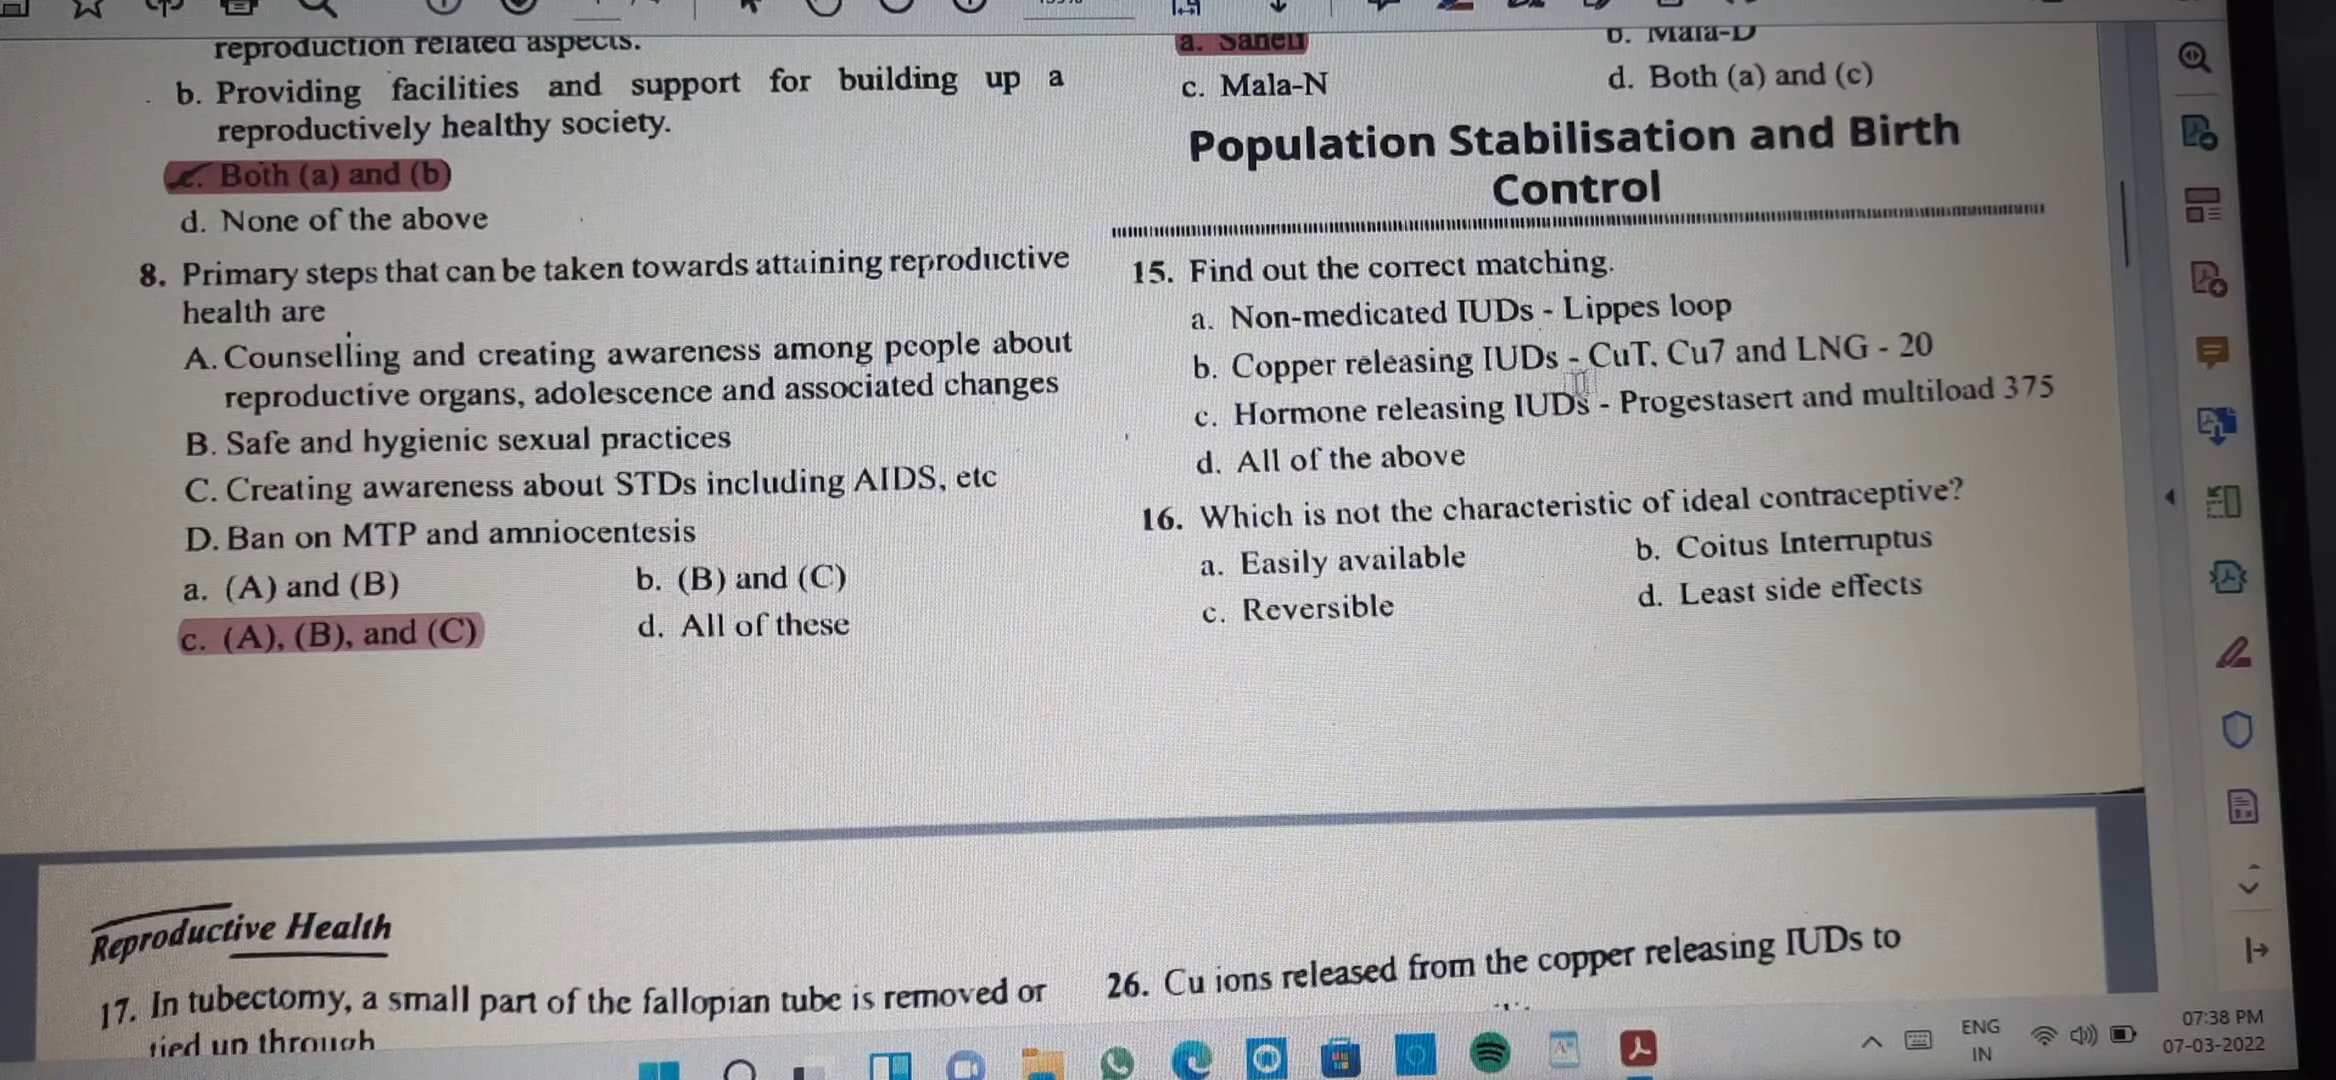 reproduction related aspects.
b. Providing facilities and support for building up a
reproductively healthy society.
c. Both (a) and (b)
d. None of the above
8. Primary steps that can be taken towards attaining reproductive
health are
A. Counselling and creating awareness among people about
reproductive organs, adolescence and associated changes
B. Safe and hygienic sexual practices
C. Creating awareness about STDs including AIDS, etc
D. Ban on MTP and amniocentesis
a. (A) and (B)
b. (B) and (C)
c. (A), (B), and (C)
d. All of these
a. Saheli
b. Mala-D
c. Mala-N
d. Both (a) and (c)
Population Stabilisation and Birth
Control
15. Find out the correct matching.
a. Non-medicated IUDs - Lippes loop
b. Copper releasing IUDs - CuT, Cu7 and LNG - 20
c. Hormone releasing IUDs - Progestasert and multiload 375
d. All of the above
16. Which is not the characteristic of ideal contraceptive?
a. Easily available
b. Coitus Interruptus
c. Reversible
d. Least side effects
Reproductive Health
17. In tubectomy, a small part of the fallopian tube is removed or
tied up through
26. Cu ions released from the copper releasing IUDs to
ENG
IN
07:38 PM
07-03-2022